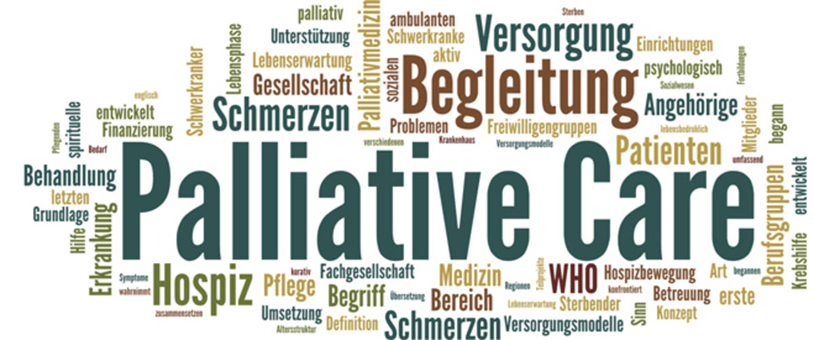 palliativ
ambulanten
Sterben
Versorgung
Unterstützung
Schwerkranke
Einrichtungen
Lebensphase
Palliativmedizin
aktiv
Schwerkranker
Lebenserwartung
sozialen
Begleitung
psychologisch
Fortbildungen
Gesellschaft
Sozialwesen
englisch
Schmerzen
Angehörige
spirituelle
entwickelt
Mitglieder
begann
Finanzierung
Problemen
Freiwilligengruppen
lebensbedrohlich
Pflegenden
Bedarf
verschiedenen
Krankenhaus
Versorgungsmodelle
Patienten
umfassend
Behandlung
Palliative Care
entwickelt
letzten
Grundlage
Berufsgruppen
Hilfe
Erkrankung
Krebshilfe
Symptome
kurativ
Fachgesellschaft
Medizin
Teilprojekte
WHO
Hospizbewegung
Art
begannen
wahrnimmt
Hospiz
Pflege
Begriff
Übersetzung
Bereich
Regionen
konfrontiert
Betreuung
erste
Lebenserwartung
Sterbender
Sinn
Konzept
zusammensetzen
Umsetzung
Definition
Schmerzen
Versorgungsmodelle
Altersstruktur